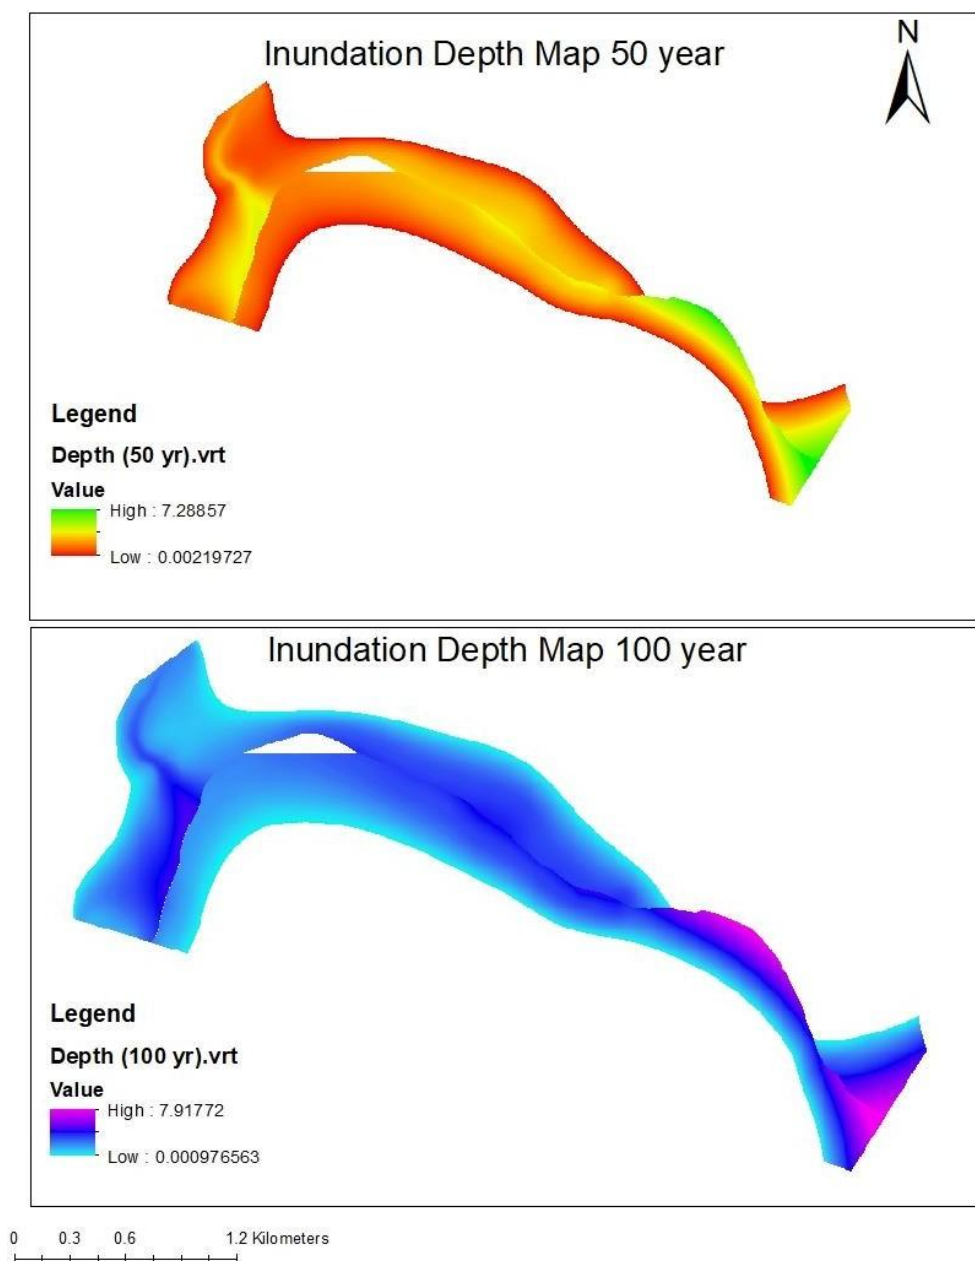 Inundation Depth Map 50 year
N
Legend
Depth (50 yr).vrt
Value
High : 7.28857
Low : 0.00219727
Inundation Depth Map 100 year
Legend
Depth (100 yr).vrt
Value
High : 7.91772
Low : 0.000976563
0 0.3 0.6 1.2 Kilometers